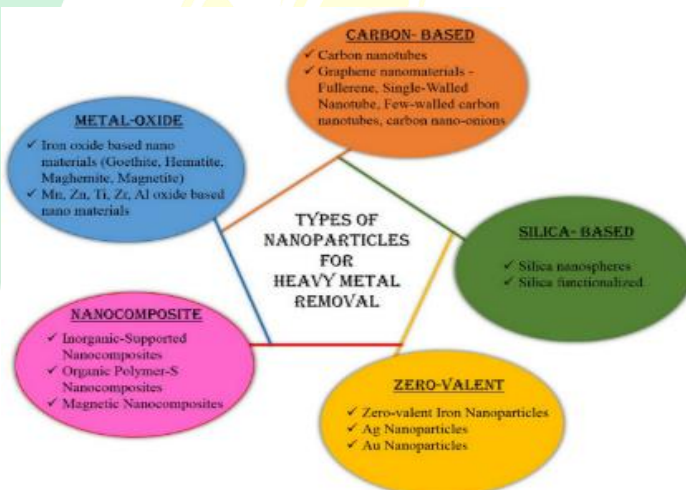 CARBON- BASED
✓ Carbon nanotubes
✓ Graphene nanomaterials -
Fullerene, Single-Walled
Nanotube, Few-walled carbon
nanotubes, carbon nano-onions
METAL-OXIDE
✓ Iron oxide based nano
materials (Goethite, Hematite,
Maghemite, Magnetite)
✓ Mn, Zn, Ti, Zr, Al oxide based
nano materials
TYPES OF
NANOPARTICLES
FOR
HEAVY METAL
REMOVAL
SILICA- BASED
✓ Silica nanospheres
✓ Silica functionalized
NANOCOMPOSITE
✓ Inorganic-Supported
Nanocomposites
✓ Organic Polymer-S
Nanocomposites
✓ Magnetic Nanocomposites
ZERO-VALENT
✓ Zero-valent Iron Nanoparticles
✓ Ag Nanoparticles
✓ Au Nanoparticles